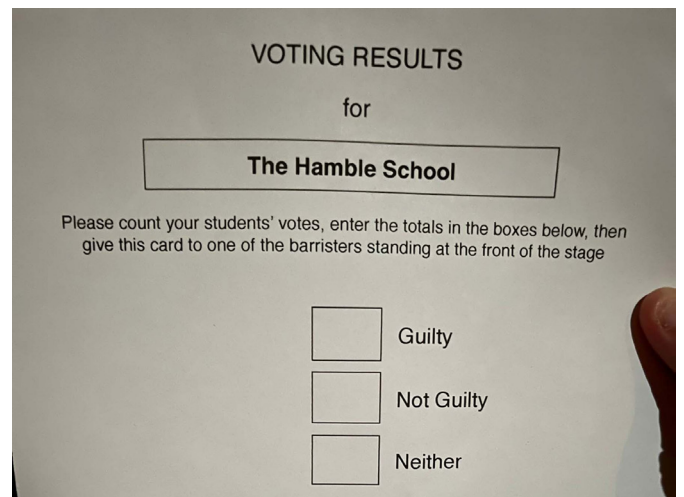 VOTING RESULTS
for
The Hamble School
Please count your students' votes, enter the totals in the boxes below, then
give this card to one of the barristers standing at the front of the stage
Guilty
Not Guilty
Neither